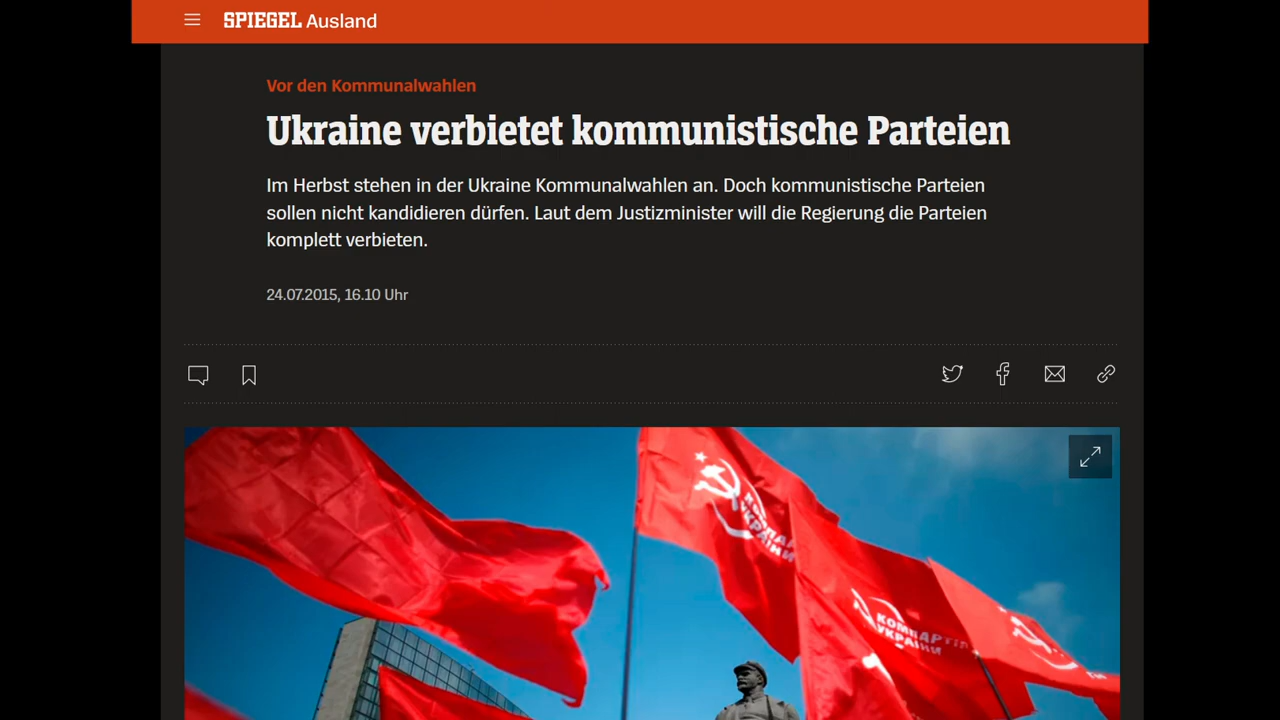 SPIEGEL Ausland
Vor den Kommunalwahlen
Ukraine verbietet kommunistische Parteien
Im Herbst stehen in der Ukraine Kommunalwahlen an. Doch kommunistische Parteien
sollen nicht kandidieren dürfen. Laut dem Justizminister will die Regierung die Parteien
komplett verbieten.
24.07.2015, 16.10 Uhr
КОМПАРТІЯ
УКРАЇНИ